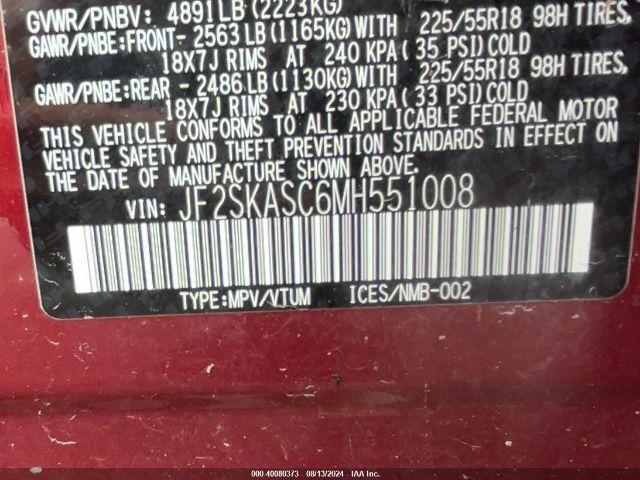 GVWR/PNBV: 4891LB (2223KG)
GAWR/PNBE:FRONT- 2563 LB (1165KG)WITH 225/55R18 98H TIRES,
18X7J RIMS AT 240 KPA( 35 PSI)COLD
GAWR/PNBE:REAR - 2486 LB (1130KG)WITH 225/55R18 98H TIRES,
18X7J RIMS AT 230 KPA( 33 PSI)COLD
THIS VEHICLE CONFORMS TO ALL APPLICABLE FEDERAL MOTOR
VEHICLE SAFETY AND THEFT PREVENTION STANDARDS IN EFFECT ON
THE DATE OF MANUFACTURE SHOWN ABOVE.
VIN: JF2SKASC6MH551008
TYPE:MPV/VTUM ICES/NMB-002
000 40080373 08/13/2024 IAA Inc.